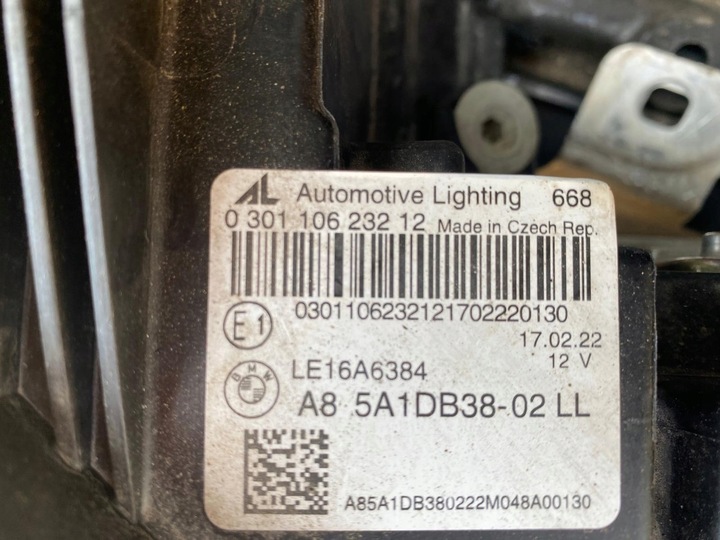 AL Automotive Lighting 668
0 301 106 232 12 Made in Czech Rep.
0301106232121702220130
E1
17.02.22
12 V
BMW
LE16A6384
A8 5A1DB38-02 LL
A85A1DB380222M048A00130